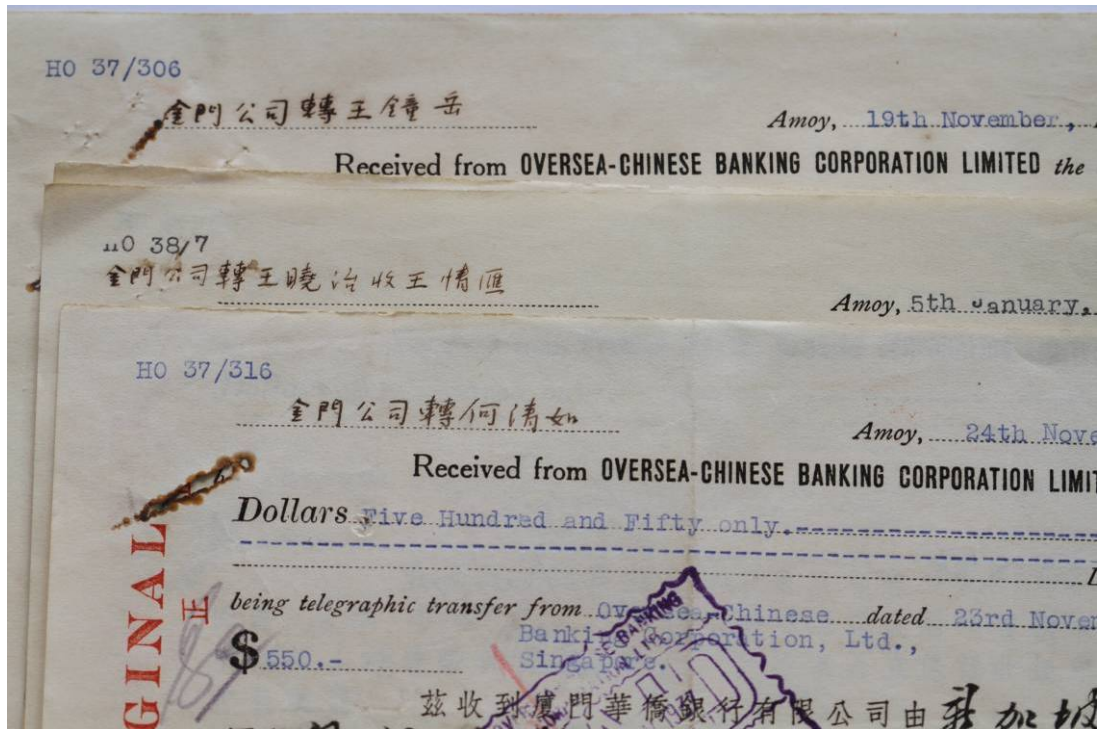 HO 37/306
金門公司轉王鐘岳
Amoy, 19th November,
Received from OVERSEA-CHINESE BANKING CORPORATION LIMITED the
HO 38/7
金門公司轉王曉治收王情匯
Amoy, 5th January,
HO 37/316
金門公司轉何清如
Amoy, 24th Nove
Received from OVERSEA-CHINESE BANKING CORPORATION LIMIT
Dollars Five Hundred and Fifty only.
being telegraphic transfer from Oversea-Chinese dated 23rd Novem
Banking Corporation, Ltd.,
Singapore.
$ 550.-
GINAL
正
茲收到廈門華僑銀行有限公司由新加坡